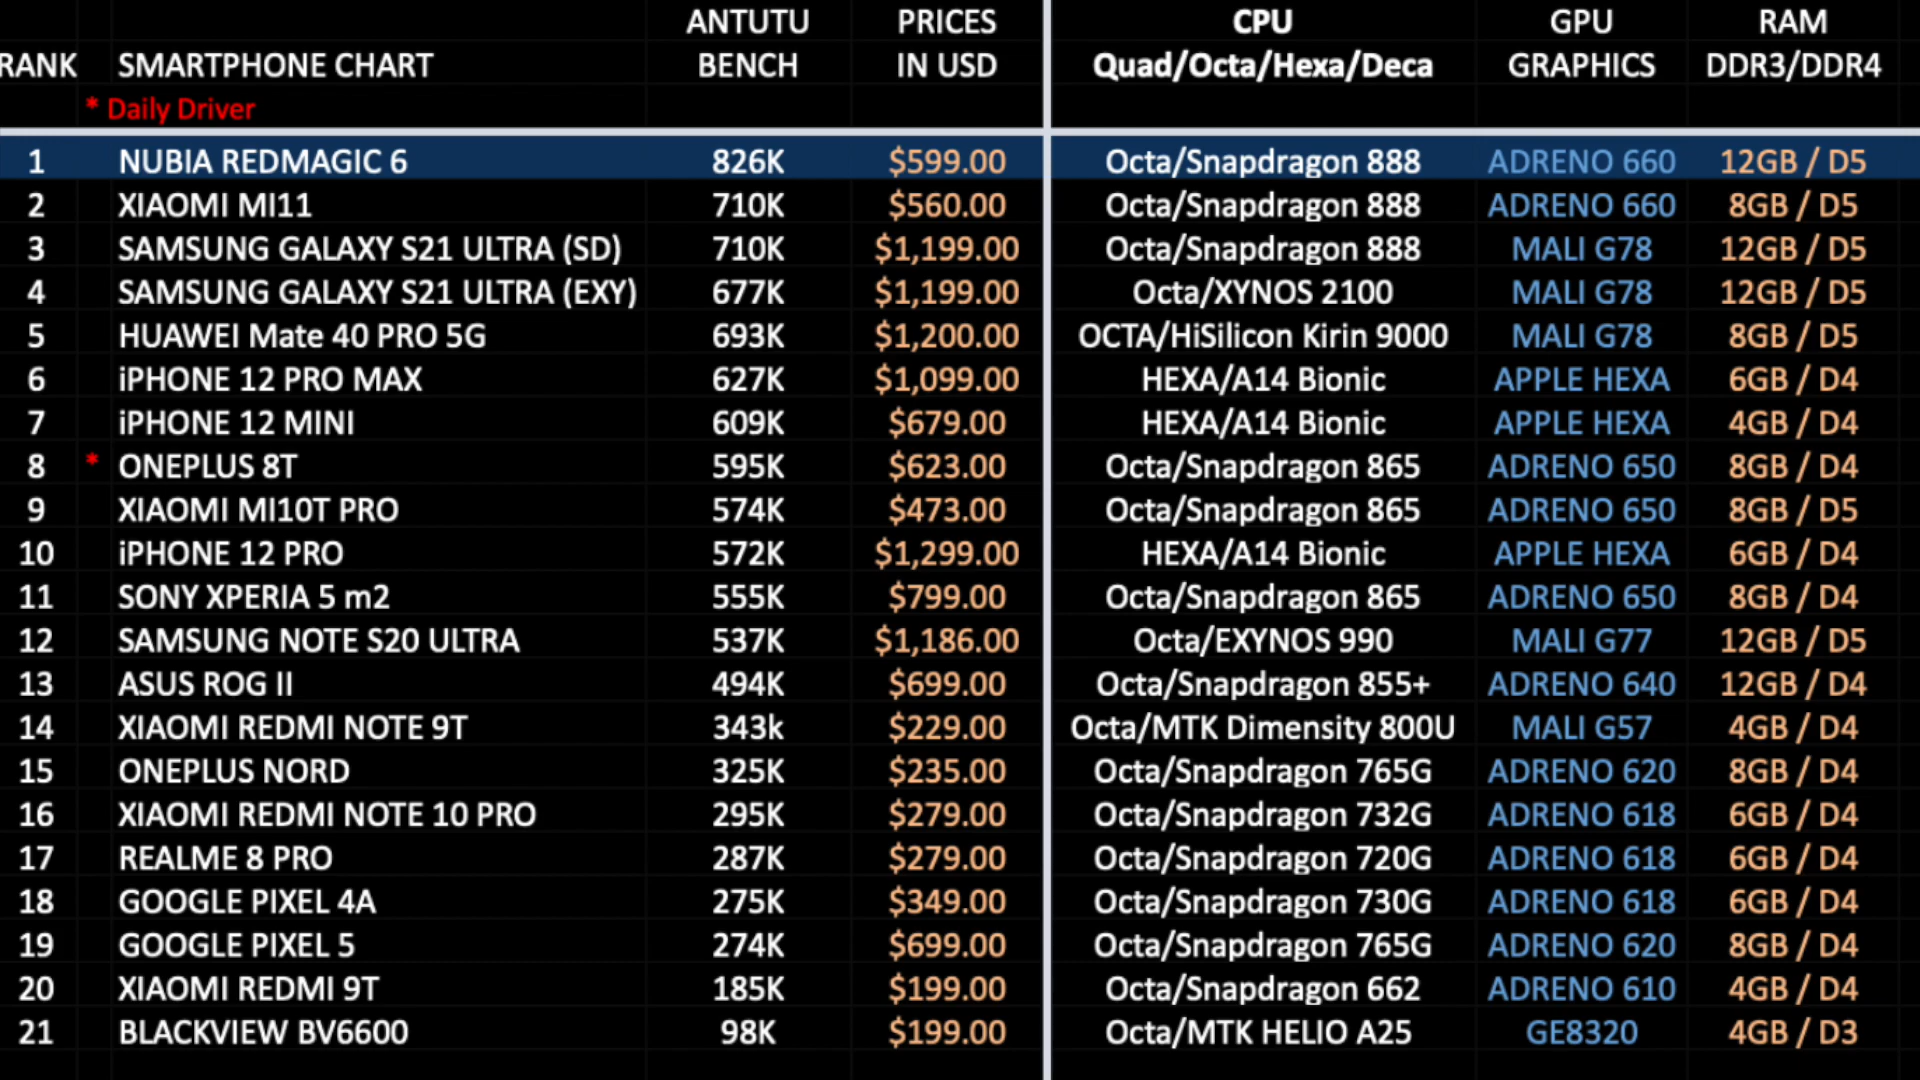 ANTUTU PRICES CPU GPU RAM
RANK SMARTPHONE CHART BENCH IN USD Quad/Octa/Hexa/Deca GRAPHICS DDR3/DDR4
* Daily Driver
1 NUBIA REDMAGIC 6 826K $599.00 Octa/Snapdragon 888 ADRENO 660 12GB / D5
2 XIAOMI MI11 710K $560.00 Octa/Snapdragon 888 ADRENO 660 8GB / D5
3 SAMSUNG GALAXY S21 ULTRA (SD) 710K $1,199.00 Octa/Snapdragon 888 MALI G78 12GB / D5
4 SAMSUNG GALAXY S21 ULTRA (EXY) 677K $1,199.00 Octa/XYNOS 2100 MALI G78 12GB / D5
5 HUAWEI Mate 40 PRO 5G 693K $1,200.00 OCTA/HiSilicon Kirin 9000 MALI G78 8GB / D5
6 iPHONE 12 PRO MAX 627K $1,099.00 HEXA/A14 Bionic APPLE HEXA 6GB / D4
7 iPHONE 12 MINI 609K $679.00 HEXA/A14 Bionic APPLE HEXA 4GB / D4
8 * ONEPLUS 8T 595K $623.00 Octa/Snapdragon 865 ADRENO 650 8GB / D4
9 XIAOMI MI10T PRO 574K $473.00 Octa/Snapdragon 865 ADRENO 650 8GB / D5
10 iPHONE 12 PRO 572K $1,299.00 HEXA/A14 Bionic APPLE HEXA 6GB / D4
11 SONY XPERIA 5 m2 555K $799.00 Octa/Snapdragon 865 ADRENO 650 8GB / D4
12 SAMSUNG NOTE S20 ULTRA 537K $1,186.00 Octa/EXYNOS 990 MALI G77 12GB / D5
13 ASUS ROG II 494K $699.00 Octa/Snapdragon 855+ ADRENO 640 12GB / D4
14 XIAOMI REDMI NOTE 9T 343k $229.00 Octa/MTK Dimensity 800U MALI G57 4GB / D4
15 ONEPLUS NORD 325K $235.00 Octa/Snapdragon 765G ADRENO 620 8GB / D4
16 XIAOMI REDMI NOTE 10 PRO 295K $279.00 Octa/Snapdragon 732G ADRENO 618 6GB / D4
17 REALME 8 PRO 287K $279.00 Octa/Snapdragon 720G ADRENO 618 6GB / D4
18 GOOGLE PIXEL 4A 275K $349.00 Octa/Snapdragon 730G ADRENO 618 6GB / D4
19 GOOGLE PIXEL 5 274K $699.00 Octa/Snapdragon 765G ADRENO 620 8GB / D4
20 XIAOMI REDMI 9T 185K $199.00 Octa/Snapdragon 662 ADRENO 610 4GB / D4
21 BLACKVIEW BV6600 98K $199.00 Octa/MTK HELIO A25 GE8320 4GB / D3